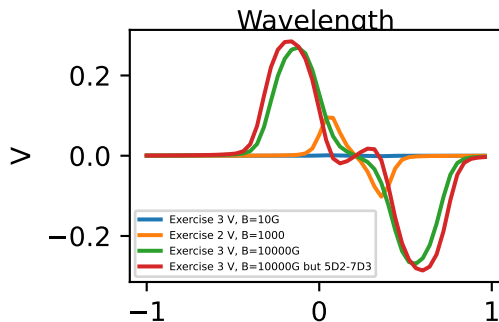 Wavelength
0.2
0.0
−0.2
V
Exercise 3 V, B=10G
Exercise 2 V, B=1000
Exercise 3 V, B=10000G
Exercise 3 V, B=10000G but 5D2-7D3
−1
0
1